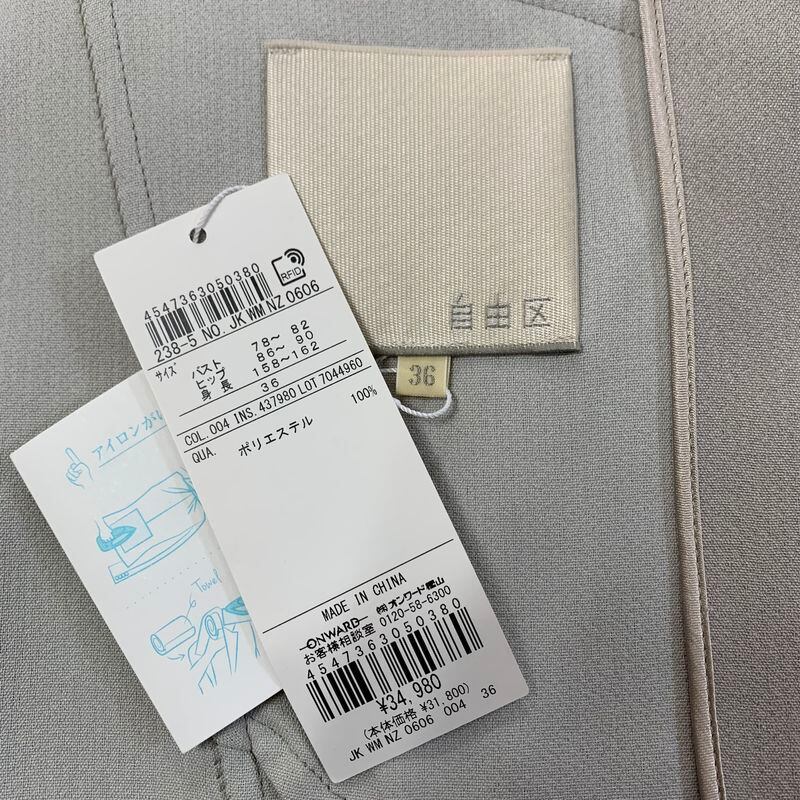 自由区
36
4547363050380
RFID
238-5 NO. JK WM NZ 0606
サイズ バスト 78～ 82
ヒップ 86～ 90
身長 158～162
36
COL. 004 INS. 437980 LOT 7044960
QUA. ポリエステル 100%
MADE IN CHINA
ONWARD ㈱オンワード樫山
お客様相談室 0120-58-6300
4547363050380
¥34,980
(本体価格 ¥31,800)
JK WM NZ 0606 004 36
アイロンがい
Towel